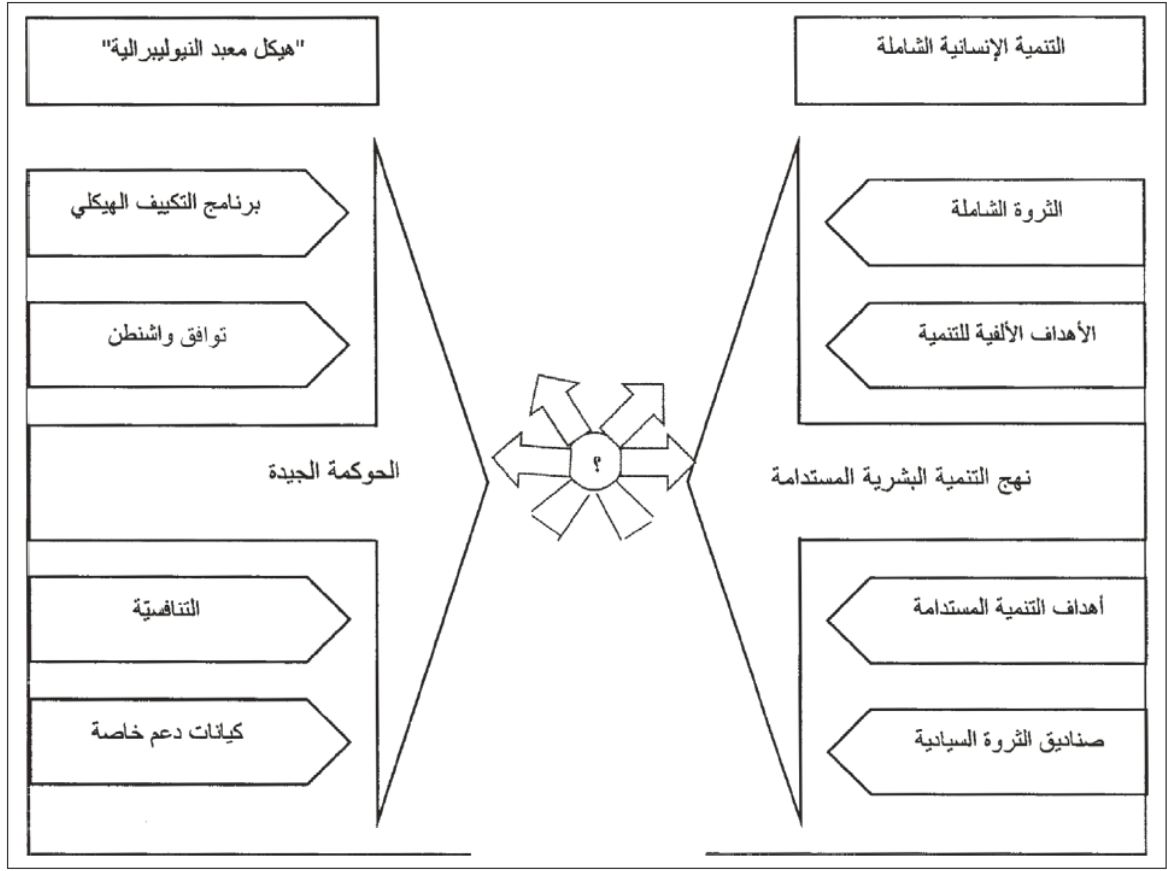 التنمية الإنسانية الشاملة
"هيكل معبد النيوليبرالية"
الثروة الشاملة
برنامج التكييف الهيكلي
الأهداف الألفية للتنمية
توافق واشنطن
؟
نهج التنمية البشرية المستدامة
الحوكمة الجيدة
أهداف التنمية المستدامة
التنافسيّة
صناديق الثروة السيادية
كيانات دعم خاصة